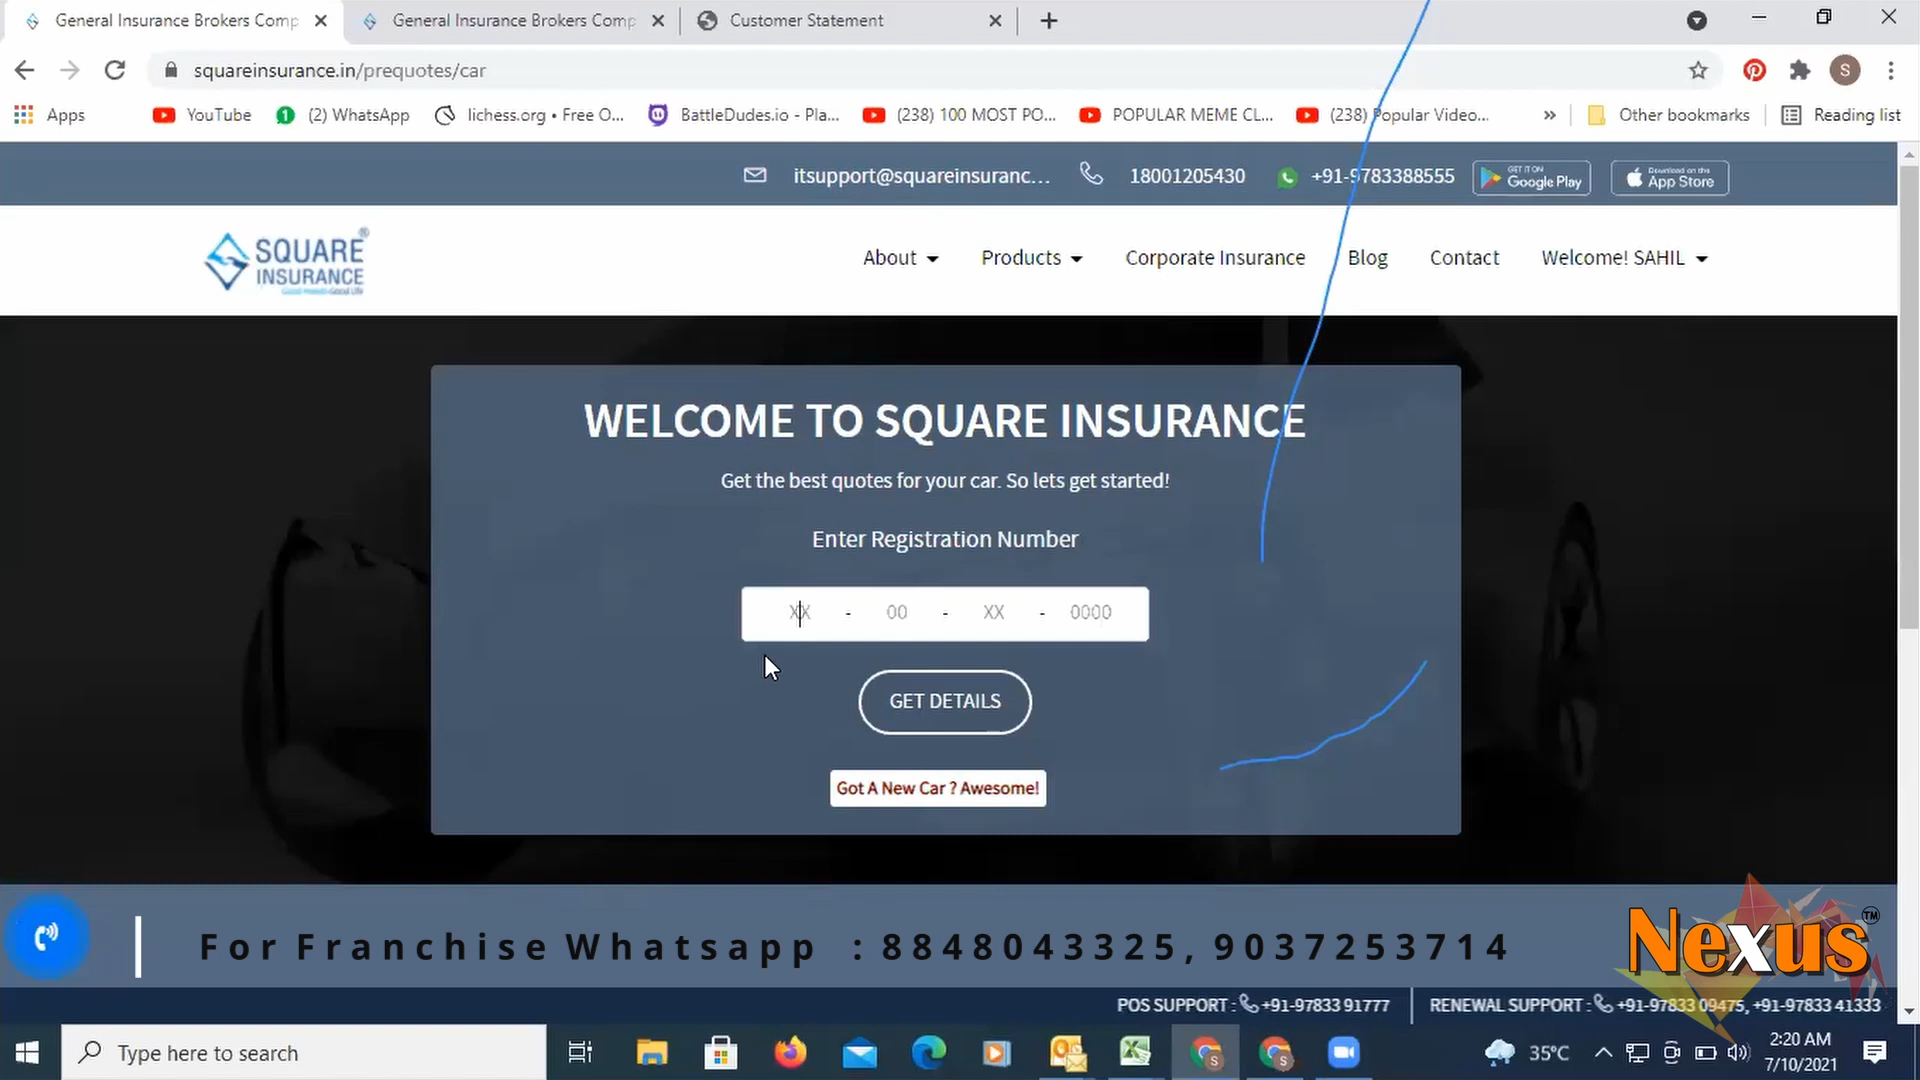 General Insurance Brokers Comp
General Insurance Brokers Comp
Customer Statement
squareinsurance.in/prequotes/car
S
Apps
YouTube
(2) WhatsApp
lichess.org • Free O...
BattleDudes.io - Pla...
(238) 100 MOST PO...
POPULAR MEME CL...
(238) Popular Video...
»
Other bookmarks
Reading list
itsupport@squareinsuranc...
18001205430
+91-9783388555
GET IT ON
Google Play
Download on the
App Store
SQUARE®
INSURANCE
About
Products
Corporate Insurance
Blog
Contact
Welcome! SAHIL
WELCOME TO SQUARE INSURANCE
Get the best quotes for your car. So lets get started!
Enter Registration Number
XX - 00 - XX - 0000
GET DETAILS
Got A New Car ? Awesome!
For Franchise Whatsapp : 8848043325, 9037253714
Nexus™
POS SUPPORT : +91-97833 91777
RENEWAL SUPPORT : +91-97833 09475, +91-97833 41333
Type here to search
35°C
2:20 AM
7/10/2021